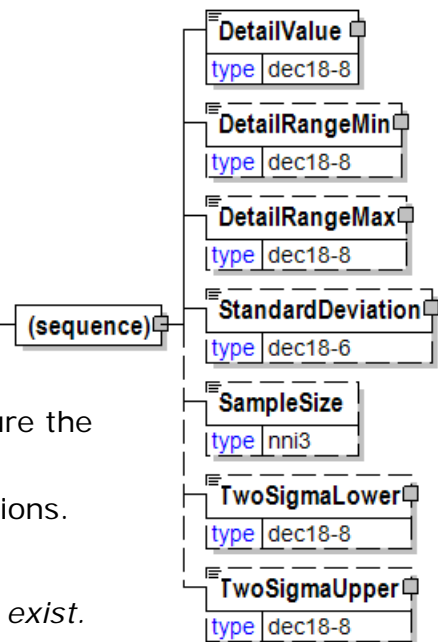 DetailValue
type dec18-8
DetailRangeMin
type dec18-8
DetailRangeMax
type dec18-8
(sequence)
StandardDeviation
type dec18-6
SampleSize
type nni3
TwoSigmaLower
type dec18-8
TwoSigmaUpper
type dec18-8
ure the
ions.
exist.